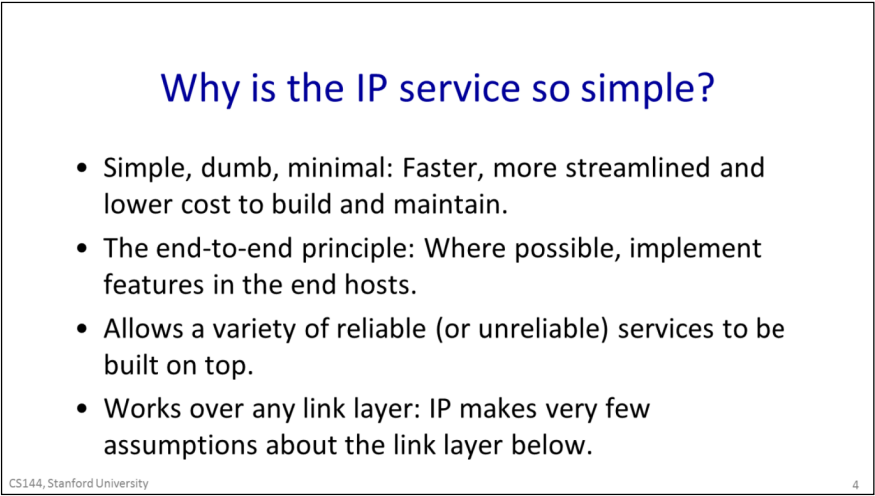 Why is the IP service so simple?
• Simple, dumb, minimal: Faster, more streamlined and
lower cost to build and maintain.
• The end-to-end principle: Where possible, implement
features in the end hosts.
• Allows a variety of reliable (or unreliable) services to be
built on top.
• Works over any link layer: IP makes very few
assumptions about the link layer below.
CS144, Stanford University
4